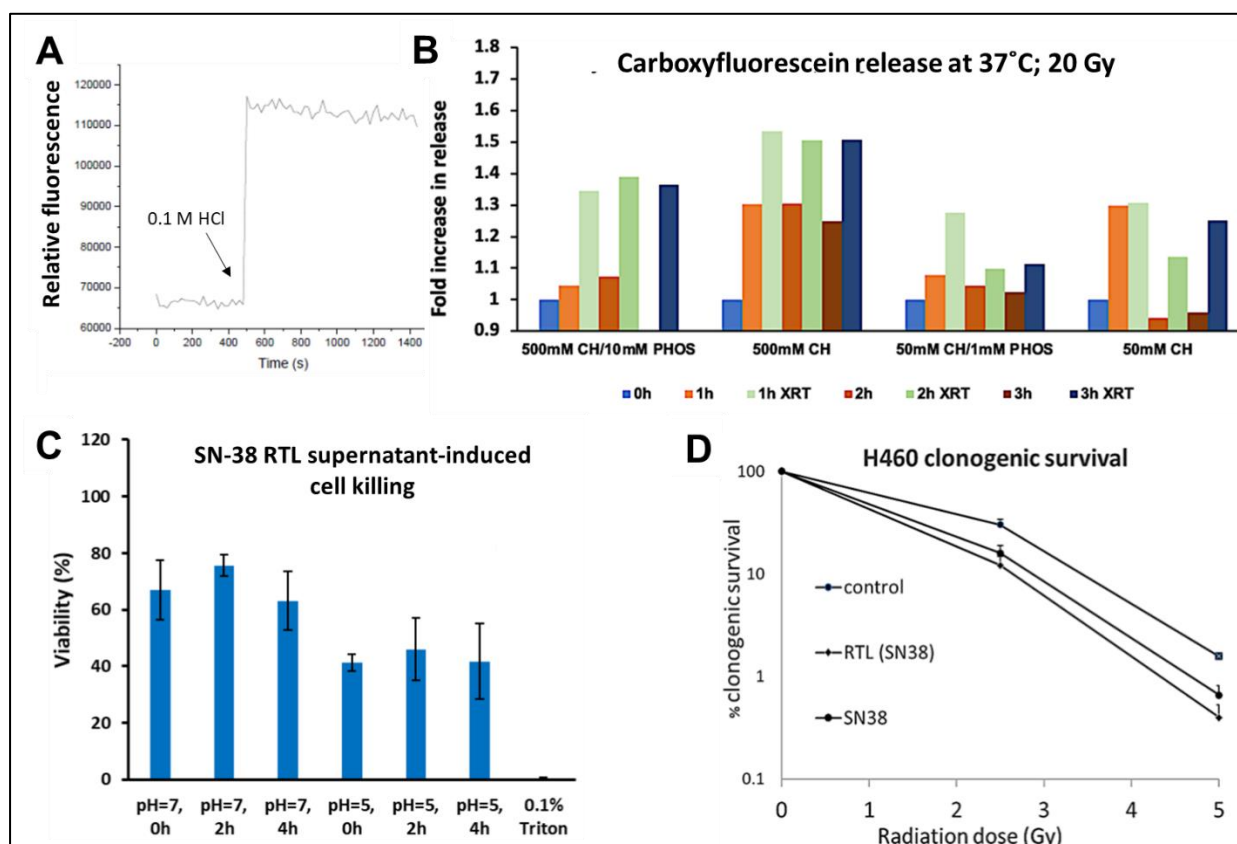 A
Relative fluorescence
120000
110000
100000
90000
80000
70000
60000
0.1 M HCl
-200 0 200 400 600 800 1000 1200 1400
Time (s)
B
Carboxyfluorescein release at 37˚C; 20 Gy
Fold increase in release
1.8
1.7
1.6
1.5
1.4
1.3
1.2
1.1
1
0.9
500mM CH/10mM PHOS 500mM CH 50mM CH/1mM PHOS 50mM CH
0h 1h 1h XRT 2h 2h XRT 3h 3h XRT
C
SN-38 RTL supernatant-induced
cell killing
Viability (%)
120
100
80
60
40
20
0
pH=7, pH=7, pH=7, pH=5, pH=5, pH=5, 0.1%
0h 2h 4h 0h 2h 4h Triton
D
H460 clonogenic survival
% clonogenic survival
100
10
1
0.1
control
RTL (SN38)
SN38
0 1 2 3 4 5
Radiation dose (Gy)